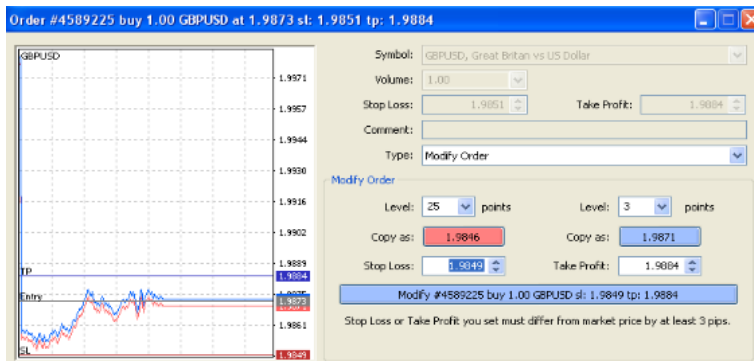 Order #4589225 buy 1.00 GBPUSD at 1.9873 sl: 1.9851 tp: 1.9884
GBPUSD
1.9971
1.9957
1.9944
1.9930
1.9916
1.9902
1.9889
TP
1.9884
Entry
1.9873
1.9861
SL
1.9849
Symbol: GBPUSD, Great Britan vs US Dollar
Volume: 1.00
Stop Loss: 1.9851 Take Profit: 1.9884
Comment:
Type: Modify Order
Modify Order
Level: 25 points Level: 3 points
Copy as: 1.9846 Copy as: 1.9871
Stop Loss: 1.9849 Take Profit: 1.9884
Modify #4589225 buy 1.00 GBPUSD sl: 1.9849 tp: 1.9884
Stop Loss or Take Profit you set must differ from market price by at least 3 pips.